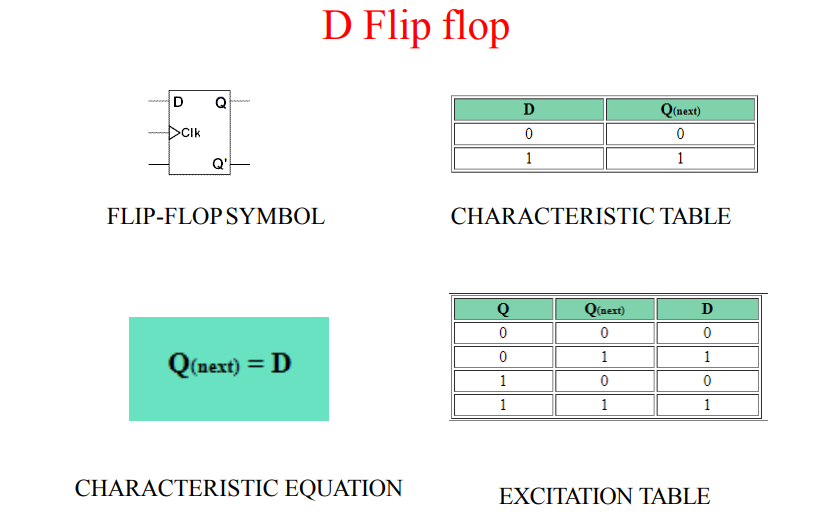 D Flip flop
D Q
Clk
Q'
FLIP-FLOP SYMBOL
D Q(next)
0 0
1 1
CHARACTERISTIC TABLE
Q(next) = D
CHARACTERISTIC EQUATION
Q Q(next) D
0 0 0
0 1 1
1 0 0
1 1 1
EXCITATION TABLE